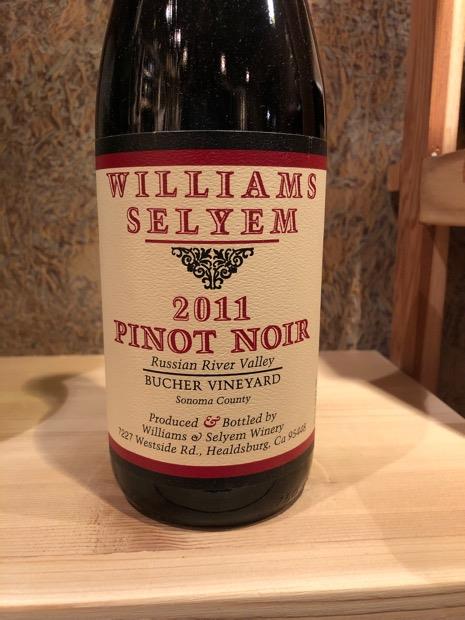 WILLIAMS
SELYEM
2011
PINOT NOIR
Russian River Valley
BUCHER VINEYARD
Sonoma County
Produced & Bottled by
Williams & Selyem Winery
7227 Westside Rd., Healdsburg, Ca 95448